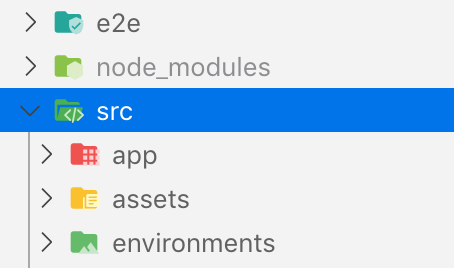 e2e
node_modules
src
app
assets
environments